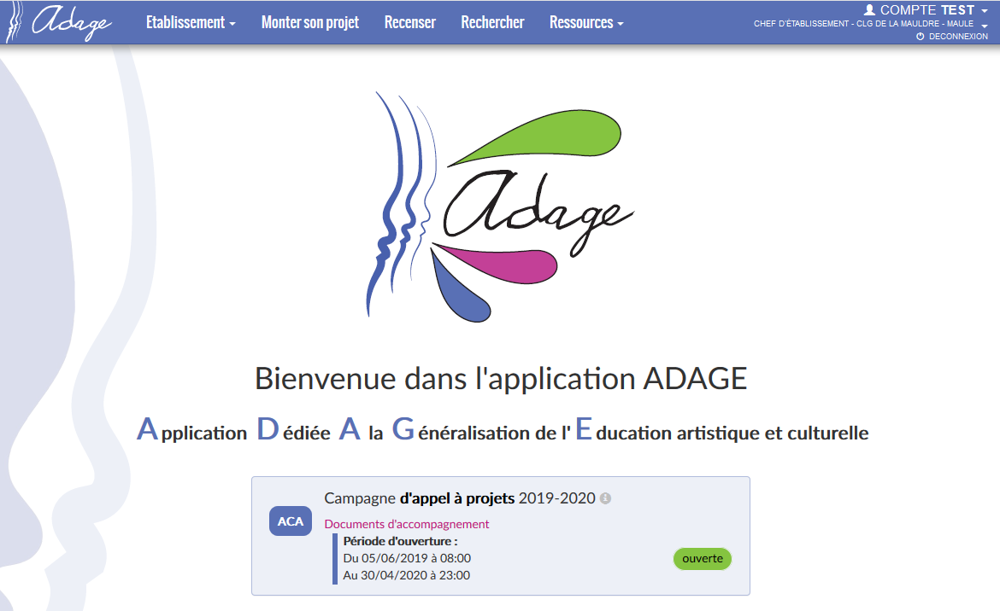 Adage
Etablissement
Monter son projet
Recenser
Rechercher
Ressources
COMPTE TEST
CHEF D'ÉTABLISSEMENT - CLG DE LA MAULDRE - MAULE
DECONNEXION
Adage
Bienvenue dans l'application ADAGE
Application Dédiée A la Généralisation de l'Education artistique et culturelle
ACA
Campagne d'appel à projets 2019-2020
Documents d'accompagnement
Période d'ouverture :
Du 05/06/2019 à 08:00
Au 30/04/2020 à 23:00
ouverte